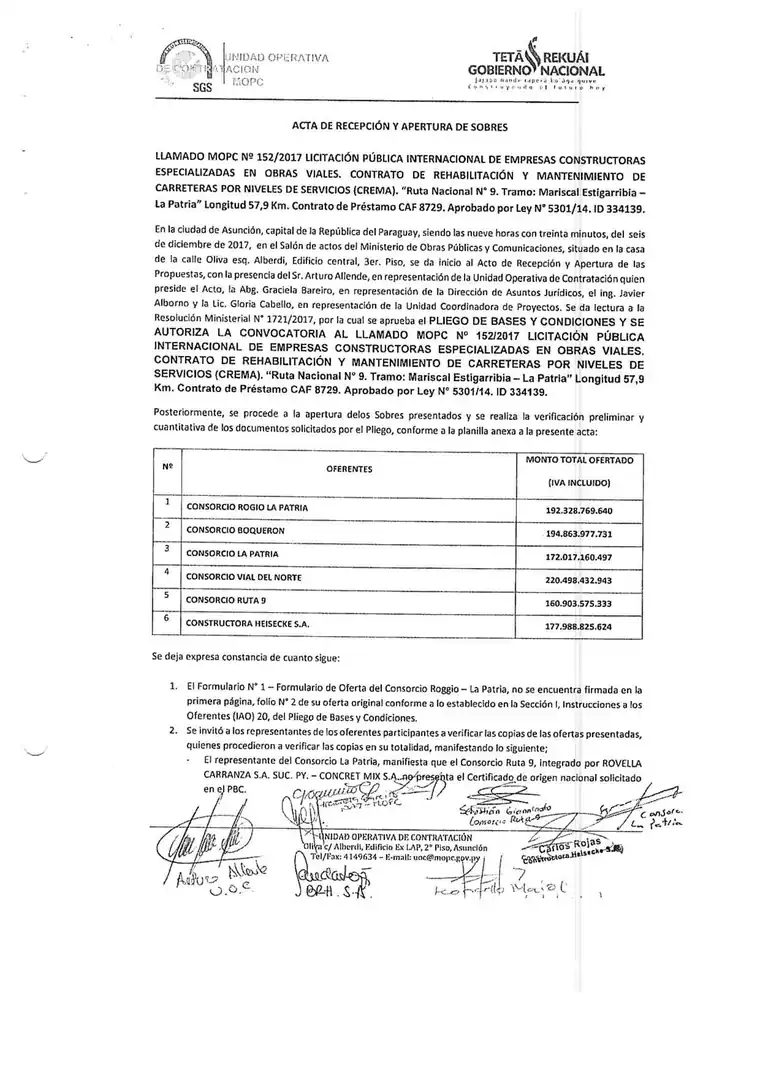 UNIDAD OPERATIVA
DE CONTRATACION
MOPC
SGS
TETÃ REKUÁI
GOBIERNO NACIONAL
Construyendo el futuro hoy
ACTA DE RECEPCIÓN Y APERTURA DE SOBRES
LLAMADO MOPC Nº 152/2017 LICITACIÓN PÚBLICA INTERNACIONAL DE EMPRESAS CONSTRUCTORAS
ESPECIALIZADAS EN OBRAS VIALES. CONTRATO DE REHABILITACIÓN Y MANTENIMIENTO DE
CARRETERAS POR NIVELES DE SERVICIOS (CREMA). "Ruta Nacional N° 9. Tramo: Mariscal Estigarribia –
La Patria" Longitud 57,9 Km. Contrato de Préstamo CAF 8729. Aprobado por Ley N° 5301/14. ID 334139.
En la ciudad de Asunción, capital de la República del Paraguay, siendo las nueve horas con treinta minutos, del seis
de diciembre de 2017, en el Salón de actos del Ministerio de Obras Públicas y Comunicaciones, situado en la casa
de la calle Oliva esq. Alberdi, Edificio central, 3er. Piso, se da inicio al Acto de Recepción y Apertura de las
Propuestas, con la presencia del Sr. Arturo Allende, en representación de la Unidad Operativa de Contratación quien
preside el Acto, la Abg. Graciela Bareiro, en representación de la Dirección de Asuntos Jurídicos, el ing. Javier
Alborno y la Lic. Gloria Cabello, en representación de la Unidad Coordinadora de Proyectos. Se da lectura a la
Resolución Ministerial N° 1721/2017, por la cual se aprueba el PLIEGO DE BASES Y CONDICIONES Y SE
AUTORIZA LA CONVOCATORIA AL LLAMADO MOPC Nº 152/2017 LICITACIÓN PÚBLICA
INTERNACIONAL DE EMPRESAS CONSTRUCTORAS ESPECIALIZADAS EN OBRAS VIALES.
CONTRATO DE REHABILITACIÓN Y MANTENIMIENTO DE CARRETERAS POR NIVELES DE
SERVICIOS (CREMA). "Ruta Nacional N° 9. Tramo: Mariscal Estigarribia – La Patria" Longitud 57,9
Km. Contrato de Préstamo CAF 8729. Aprobado por Ley N° 5301/14. ID 334139.
Posteriormente, se procede a la apertura delos Sobres presentados y se realiza la verificación preliminar y
cuantitativa de los documentos solicitados por el Pliego, conforme a la planilla anexa a la presente acta:
Nº OFERENTES MONTO TOTAL OFERTADO (IVA INCLUIDO)
1 CONSORCIO ROGIO LA PATRIA 192.328.769.640
2 CONSORCIO BOQUERON 194.863.977.731
3 CONSORCIO LA PATRIA 172.017.160.497
4 CONSORCIO VIAL DEL NORTE 220.498.432.943
5 CONSORCIO RUTA 9 160.903.575.333
6 CONSTRUCTORA HEISECKE S.A. 177.988.825.624
Se deja expresa constancia de cuanto sigue:
1. El Formulario N° 1 – Formulario de Oferta del Consorcio Roggio – La Patria, no se encuentra firmada en la
primera página, folio N° 2 de su oferta original conforme a lo establecido en la Sección I, Instrucciones a los
Oferentes (IAO) 20, del Pliego de Bases y Condiciones.
2. Se invitó a los representantes de los oferentes participantes a verificar las copias de las ofertas presentadas,
quienes procedieron a verificar las copias en su totalidad, manifestando lo siguiente;
- El representante del Consorcio La Patria, manifiesta que el Consorcio Ruta 9, integrado por ROVELLA
CARRANZA S.A. SUC. PY. – CONCRET MIX S.A. no presenta el Certificado de origen nacional solicitado
en el PBC.
Consorcio Ruta 9
Consorc.
La Patria
UNIDAD OPERATIVA DE CONTRATACIÓN
Oliva c/ Alberdi, Edificio Ex LAP, 2° Piso, Asunción
Tel/Fax: 4149634 – E-mail: uoc@mopc.gov.py
Carlos Rojas
Constructora Heisecke S.A.
Arturo Allende
U.O.C.
S.A.